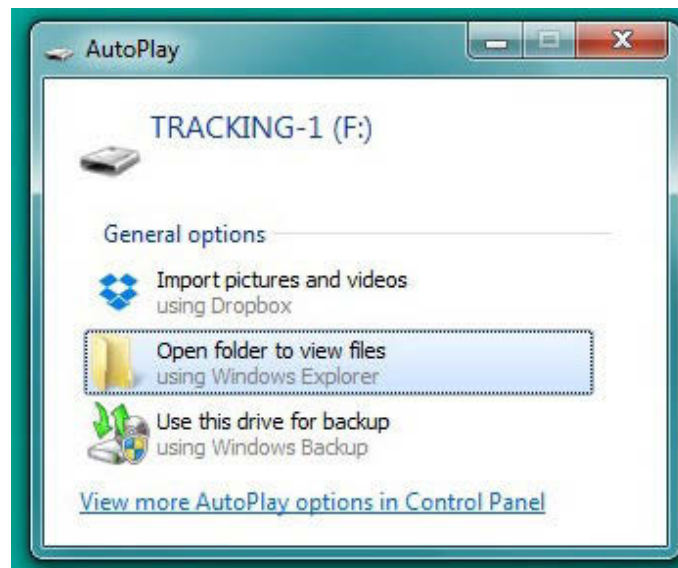 AutoPlay
TRACKING-1 (F:)
General options
Import pictures and videos
using Dropbox
Open folder to view files
using Windows Explorer
Use this drive for backup
using Windows Backup
View more AutoPlay options in Control Panel